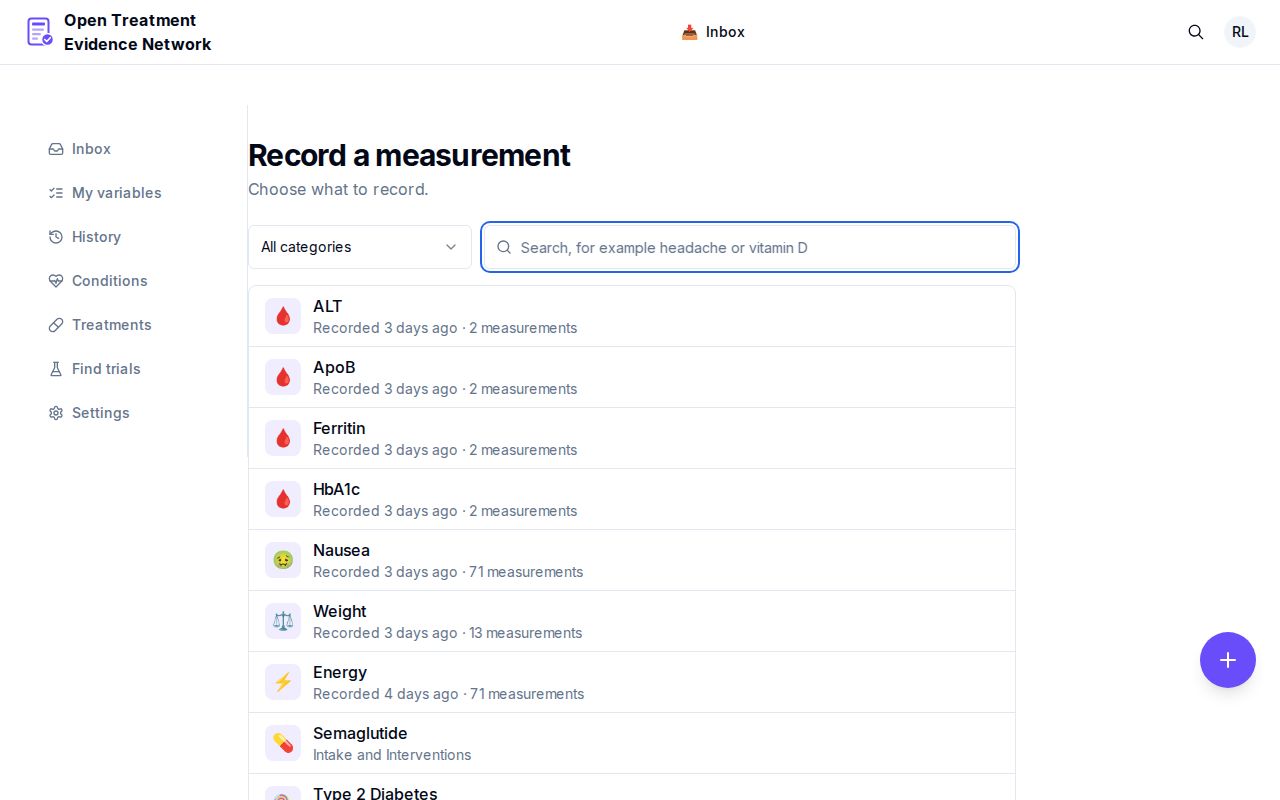 Open Treatment
Evidence Network
Inbox
RL
Inbox
My variables
History
Conditions
Treatments
Find trials
Settings
Record a measurement
Choose what to record.
All categories
Search, for example headache or vitamin D
ALT
Recorded 3 days ago · 2 measurements
ApoB
Recorded 3 days ago · 2 measurements
Ferritin
Recorded 3 days ago · 2 measurements
HbA1c
Recorded 3 days ago · 2 measurements
Nausea
Recorded 3 days ago · 71 measurements
Weight
Recorded 3 days ago · 13 measurements
Energy
Recorded 4 days ago · 71 measurements
Semaglutide
Intake and Interventions
Type 2 Diabetes